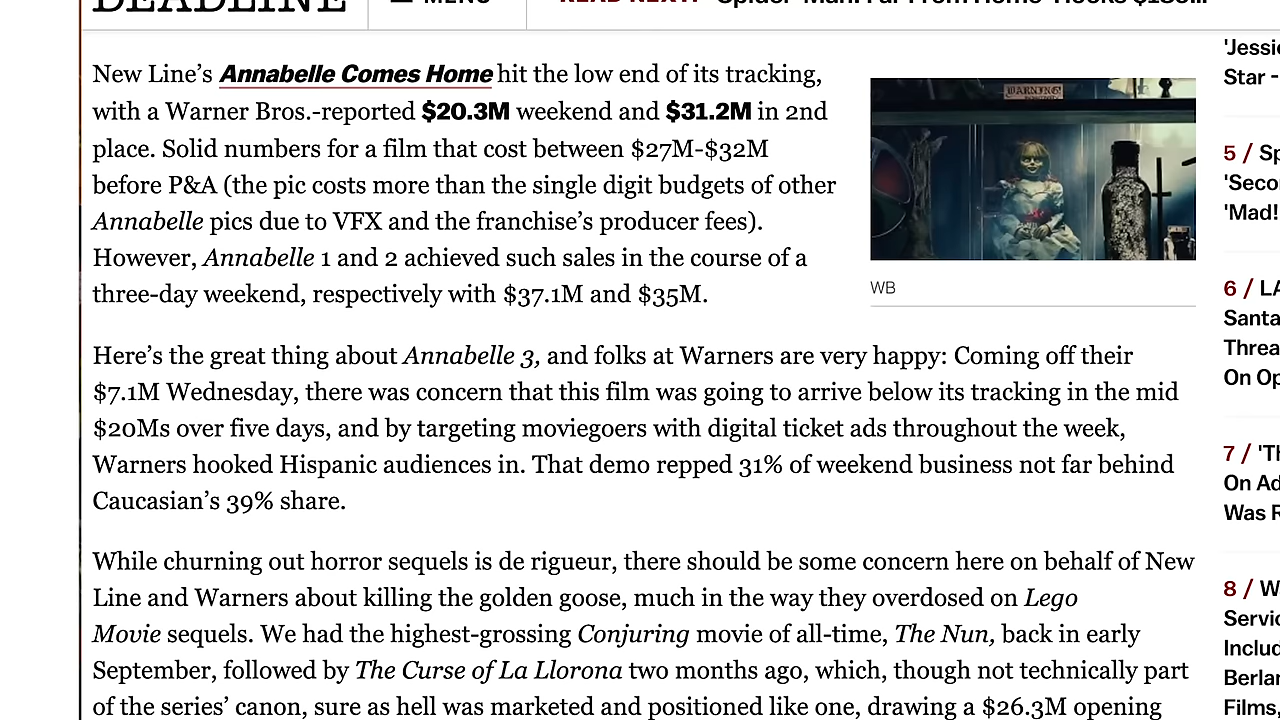 DEADLINE
MENU
READ NEXT:
New Line’s Annabelle Comes Home hit the low end of its tracking,
with a Warner Bros.-reported $20.3M weekend and $31.2M in 2nd
place. Solid numbers for a film that cost between $27M-$32M
before P&A (the pic costs more than the single digit budgets of other
Annabelle pics due to VFX and the franchise’s producer fees).
However, Annabelle 1 and 2 achieved such sales in the course of a
three-day weekend, respectively with $37.1M and $35M.
WARNING
WB
Here’s the great thing about Annabelle 3, and folks at Warners are very happy: Coming off their
$7.1M Wednesday, there was concern that this film was going to arrive below its tracking in the mid
$20Ms over five days, and by targeting moviegoers with digital ticket ads throughout the week,
Warners hooked Hispanic audiences in. That demo repped 31% of weekend business not far behind
Caucasian’s 39% share.
While churning out horror sequels is de rigueur, there should be some concern here on behalf of New
Line and Warners about killing the golden goose, much in the way they overdosed on Lego
Movie sequels. We had the highest-grossing Conjuring movie of all-time, The Nun, back in early
September, followed by The Curse of La Llorona two months ago, which, though not technically part
of the series’ canon, sure as hell was marketed and positioned like one, drawing a $26.3M opening
'Jessi
Star -
5 / Sp
'Seco
'Mad!
6 / LA
Santa
Threa
On Op
7 / 'Th
On Ad
Was R
8 / W
Servic
Includ
Berlan
Films,